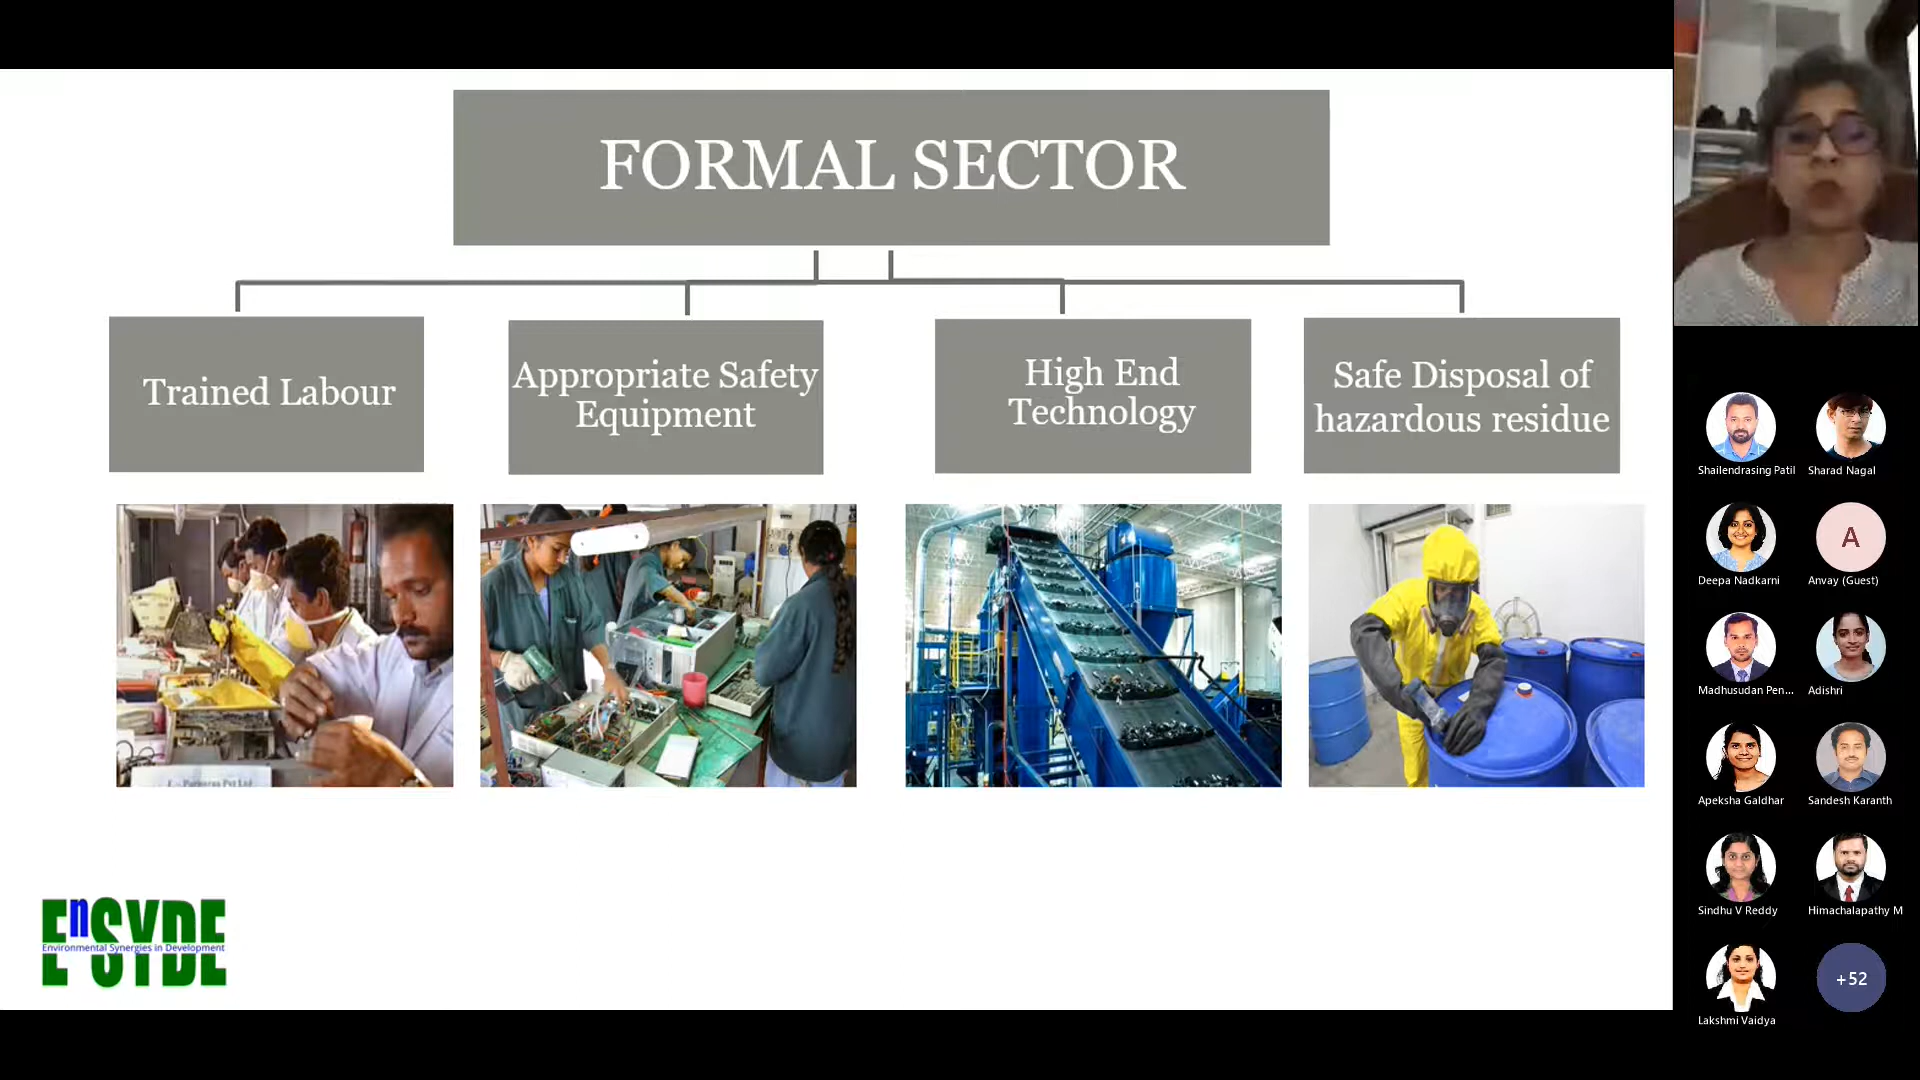 FORMAL SECTOR
Trained Labour
Appropriate Safety
Equipment
High End
Technology
Safe Disposal of
hazardous residue
EnSYDE
Environmental Synergies in Development
Shailendrasing Patil
Sharad Nagal
Deepa Nadkarni
A
Anvay (Guest)
Madhusudan Pen...
Adishri
Apeksha Galdhar
Sandesh Karanth
Sindhu V Reddy
Himachalapathy M
Lakshmi Vaidya
+52